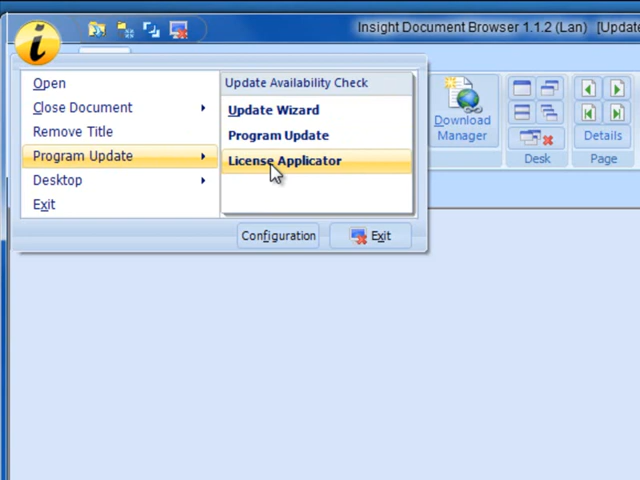 Insight Document Browser 1.1.2 (Lan) [Update
Open
Close Document
Remove Title
Program Update
Desktop
Exit
Update Availability Check
Update Wizard
Program Update
License Applicator
Configuration
Exit
Download
Manager
Desk
Details
Page